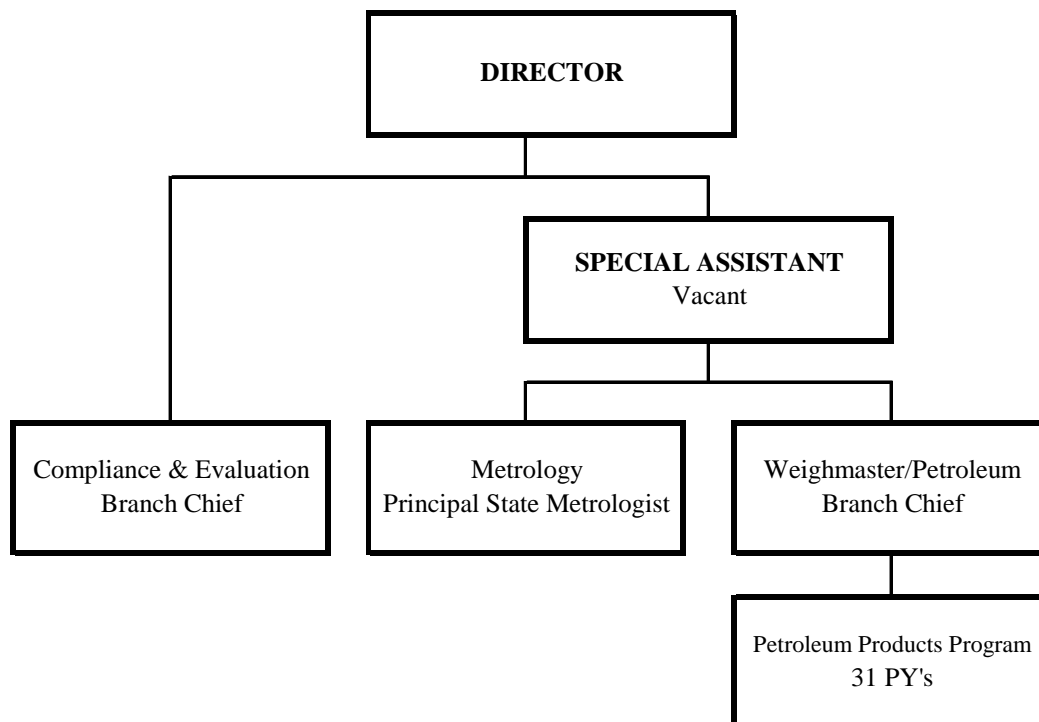 DIRECTOR
SPECIAL ASSISTANT
Vacant
Compliance & Evaluation
Branch Chief
Metrology
Principal State Metrologist
Weighmaster/Petroleum
Branch Chief
Petroleum Products Program
31 PY's